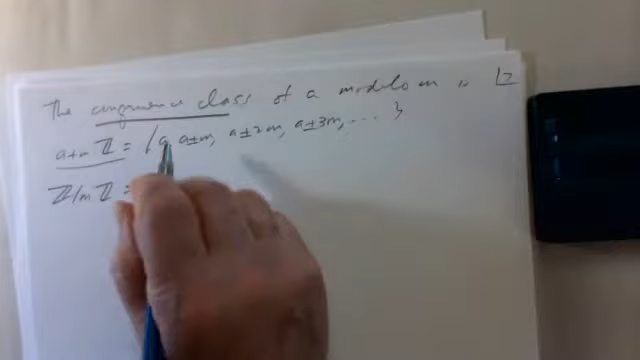 The congruence class of a modulo m is
a+mℤ = {a, a±m, a±2m, a±3m, ... }
ℤ/mℤ =